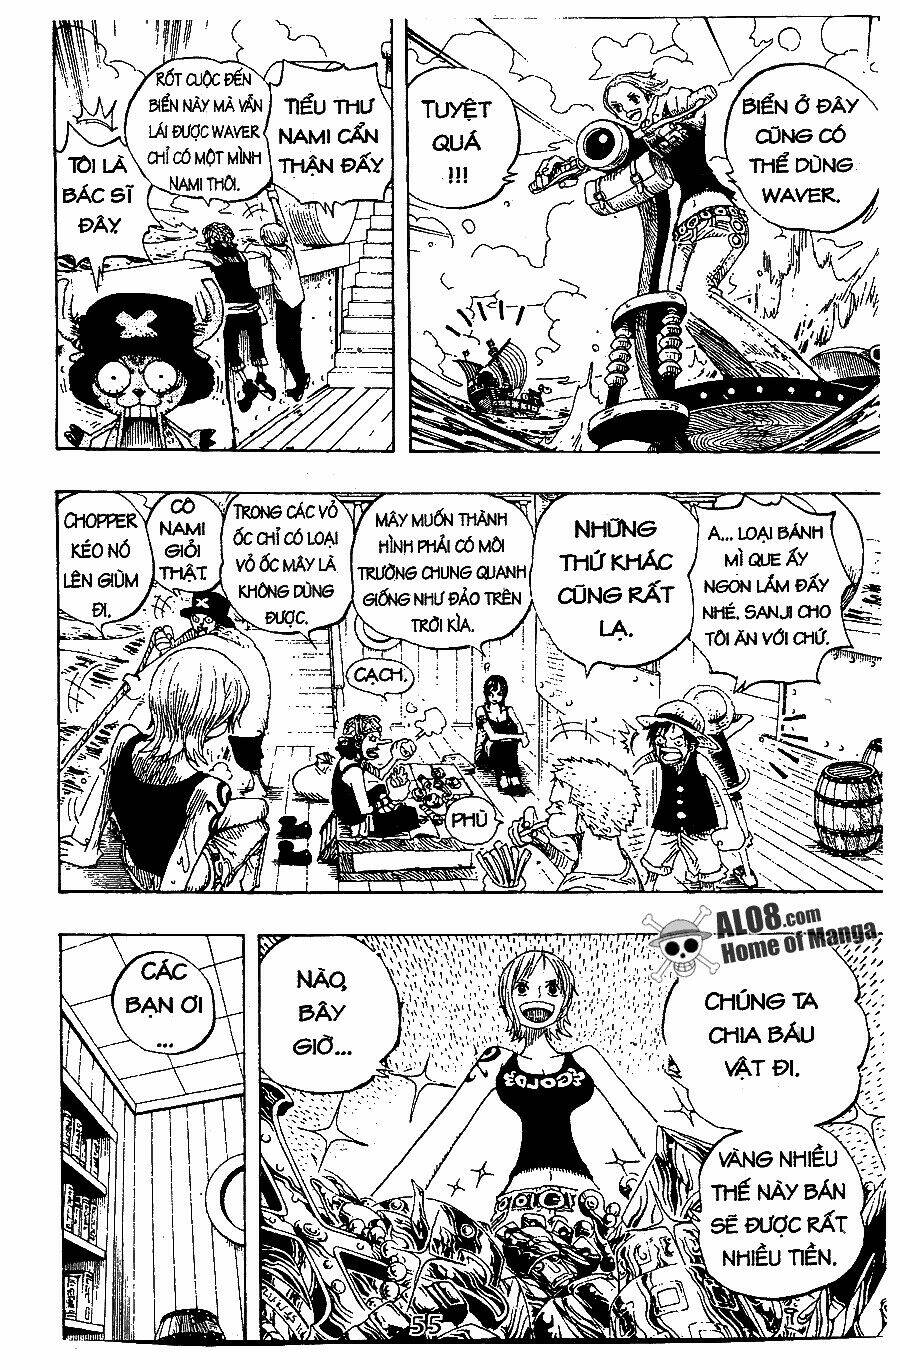 BIỂN Ở ĐÂY
CŨNG CÓ
THỂ DÙNG
WAVER.
TUYỆT
QUÁ
!!!
TIỂU THƯ
NAMI CẨN
THẬN ĐẤY.
RỐT CUỘC ĐẾN
BIỂN NÀY MÀ VẪN
LÁI ĐƯỢC WAVER
CHỈ CÓ MỘT MÌNH
NAMI THÔI.
TÔI LÀ
BÁC SĨ
ĐÂY.
A... LOẠI BÁNH
MÌ QUE ẤY
NGON LẮM ĐẤY
NHÉ. SANJI CHO
TÔI ĂN VỚI CHỨ.
NHỮNG
THỨ KHÁC
CŨNG RẤT
LẠ.
MÂY MUỐN THÀNH
HÌNH PHẢI CÓ MÔI
TRƯỜNG CHUNG QUANH
GIỐNG NHƯ ĐẢO TRÊN
TRỜI KÌA.
TRONG CÁC VỎ
ỐC CHỈ CÓ LOẠI
VỎ ỐC MÂY LÀ
KHÔNG DÙNG
ĐƯỢC.
CÔ
NAMI
GIỎI
THẬT.
CHOPPER
KÉO NÓ
LÊN GIÙM
ĐI.
CẠCH.
PHÙ
AL08.com
Home of Manga
CHÚNG TA
CHIA BÁU
VẬT ĐI.
NÀO,
BÂY
GIỜ...
GOLD
VÀNG NHIỀU
THẾ NÀY BÁN
SẼ ĐƯỢC RẤT
NHIỀU TIỀN.
CÁC
BẠN ƠI
...
55